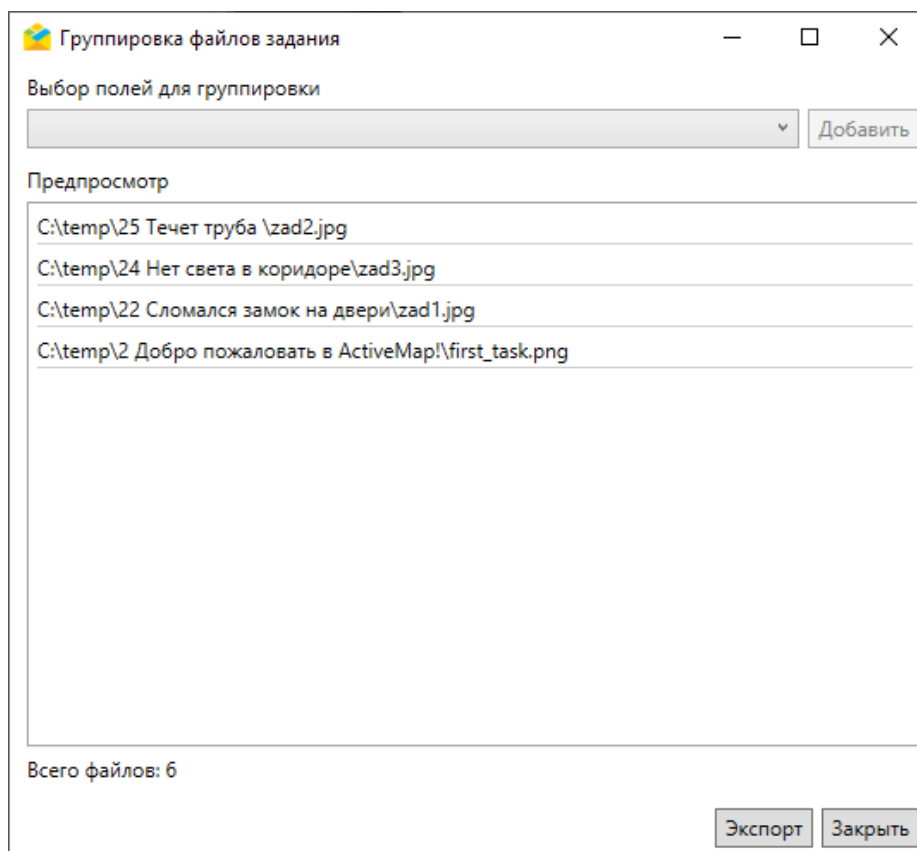 Группировка файлов задания
Выбор полей для группировки
Добавить
Предпросмотр
C:\temp\25 Течет труба \zad2.jpg
C:\temp\24 Нет света в коридоре\zad3.jpg
C:\temp\22 Сломался замок на двери\zad1.jpg
C:\temp\2 Добро пожаловать в ActiveMap!\first_task.png
Всего файлов: 6
Экспорт Закрыть